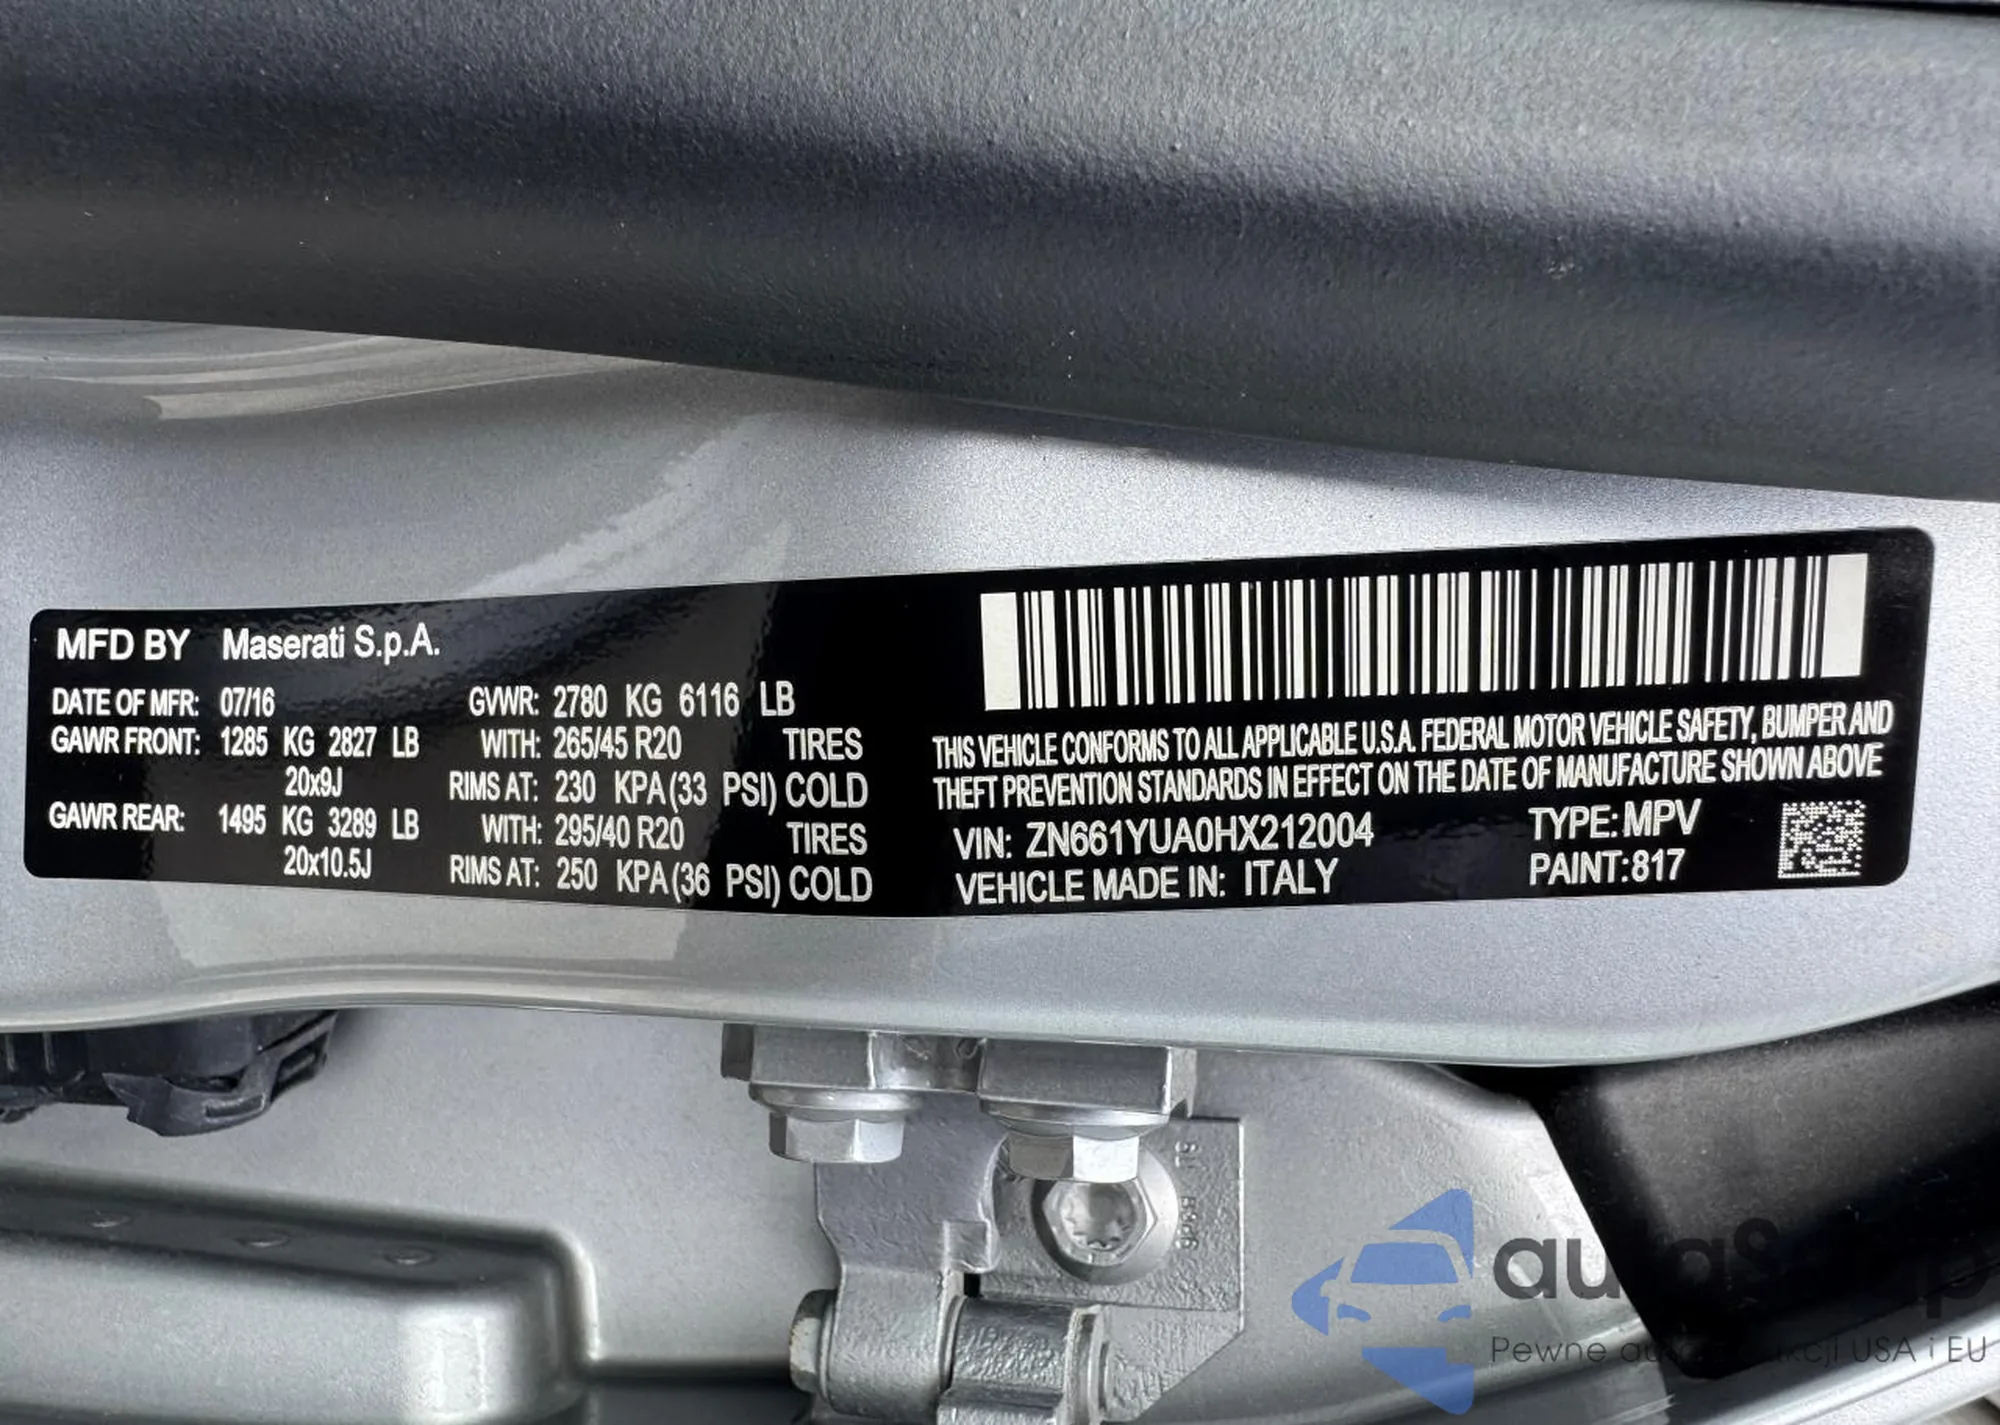 MFD BY Maserati S.p.A.
DATE OF MFR: 07/16 GVWR: 2780 KG 6116 LB
GAWR FRONT: 1285 KG 2827 LB WITH: 265/45 R20 TIRES
20x9J RIMS AT: 230 KPA(33 PSI) COLD
GAWR REAR: 1495 KG 3289 LB WITH: 295/40 R20 TIRES
20x10.5J RIMS AT: 250 KPA(36 PSI) COLD
THIS VEHICLE CONFORMS TO ALL APPLICABLE U.S.A. FEDERAL MOTOR VEHICLE SAFETY, BUMPER AND
THEFT PREVENTION STANDARDS IN EFFECT ON THE DATE OF MANUFACTURE SHOWN ABOVE
VIN: ZN661YUA0HX212004 TYPE: MPV
VEHICLE MADE IN: ITALY PAINT:817
Pewne USA i EU